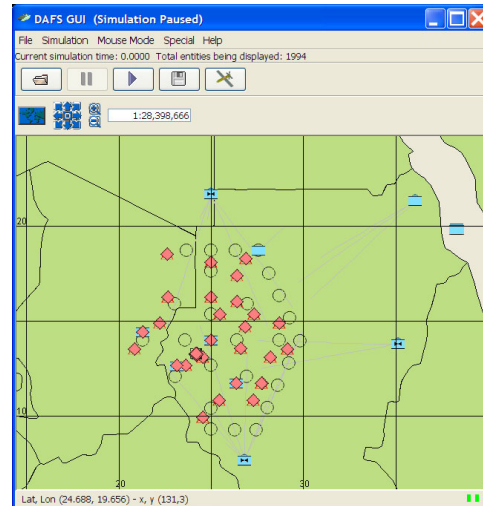 DAFS GUI (Simulation Paused)
File Simulation Mouse Mode Special Help
Current simulation time: 0.0000 Total entities being displayed: 1994
1:28,398,666
20
10
20
30
Lat, Lon (24.688, 19.656) - x, y (131,3)